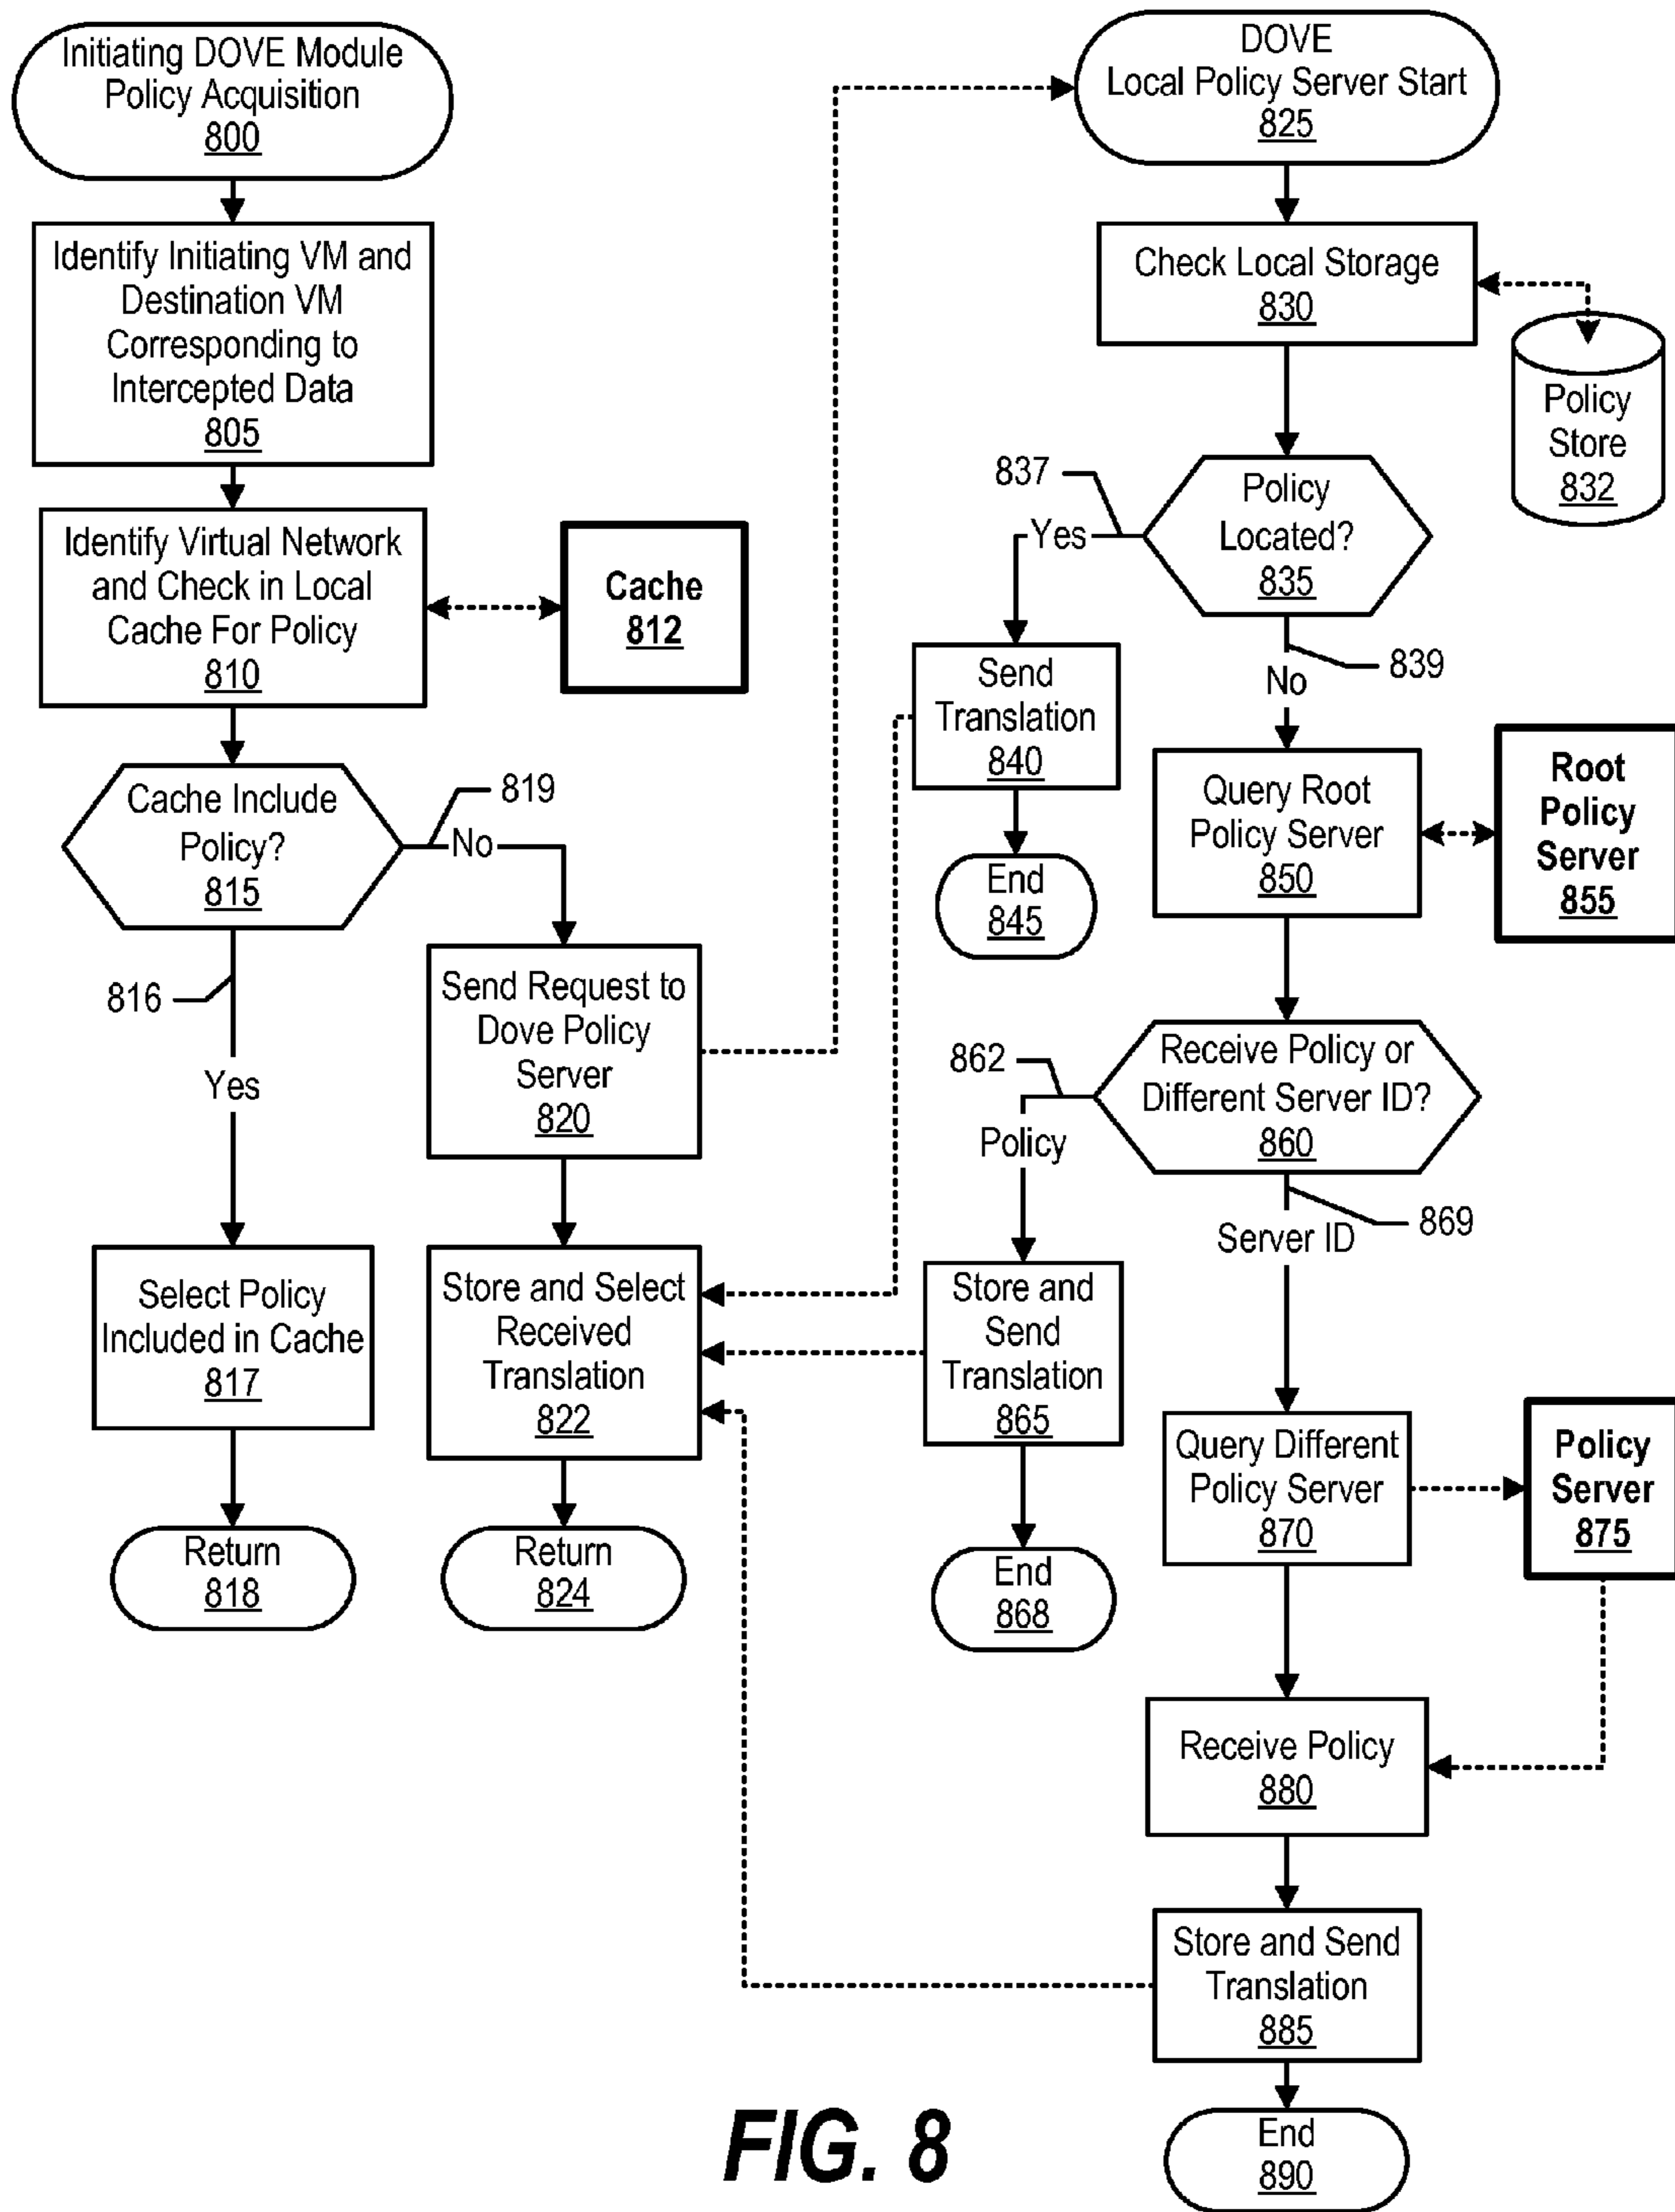 Initiating DOVE Module
Policy Acquisition
800
Identify Initiating VM and
Destination VM
Corresponding to
Intercepted Data
805
Identify Virtual Network
and Check in Local
Cache For Policy
810
Cache
812
Cache Include
Policy?
815
819
No
816
Yes
Send Request to
Dove Policy
Server
820
Select Policy
Included in Cache
817
Store and Select
Received
Translation
822
Return
818
Return
824
DOVE
Local Policy Server Start
825
Check Local Storage
830
Policy
Store
832
837
Yes
Policy
Located?
835
839
No
Send
Translation
840
End
845
Query Root
Policy Server
850
Root
Policy
Server
855
862
Policy
Receive Policy or
Different Server ID?
860
869
Server ID
Store and
Send
Translation
865
End
868
Query Different
Policy Server
870
Policy
Server
875
Receive Policy
880
Store and Send
Translation
885
End
890
FIG. 8